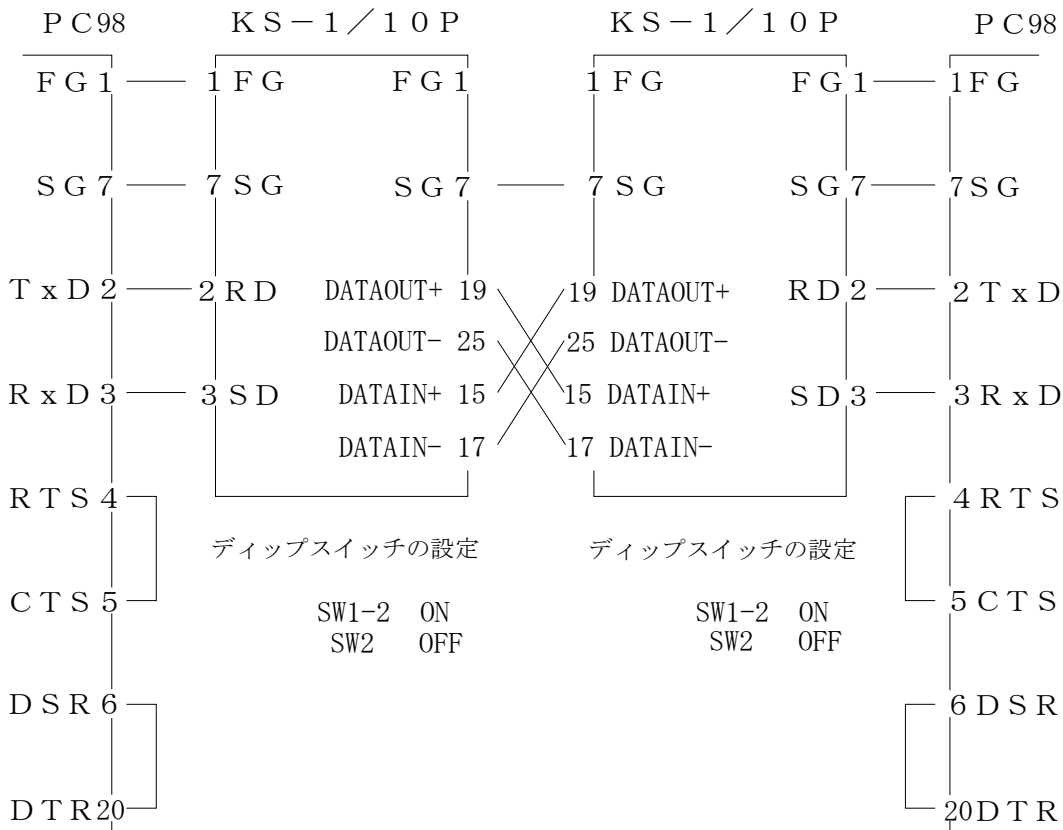 ＰＣ98 ＫＳ－１／１０Ｐ ＫＳ－１／１０Ｐ ＰＣ98
ＦＧ１ １ＦＧ ＦＧ１ １ＦＧ ＦＧ１ １ＦＧ
ＳＧ７ ７ＳＧ ＳＧ７ ７ＳＧ ＳＧ７ ７ＳＧ
ＴｘＤ２ ２ＲＤ DATAOUT+ 19 19 DATAOUT+ ＲＤ２ ２ＴｘＤ
DATAOUT- 25 25 DATAOUT-
ＲｘＤ３ ３ＳＤ DATAIN+ 15 15 DATAIN+ ＳＤ３ ３ＲｘＤ
DATAIN- 17 17 DATAIN-
ＲＴＳ４ ４ＲＴＳ
ディップスイッチの設定 ディップスイッチの設定
ＣＴＳ５ ５ＣＴＳ
SW1-2 ON SW1-2 ON
SW2 OFF SW2 OFF
ＤＳＲ６ ６ＤＳＲ
ＤＴＲ20 20ＤＴＲ